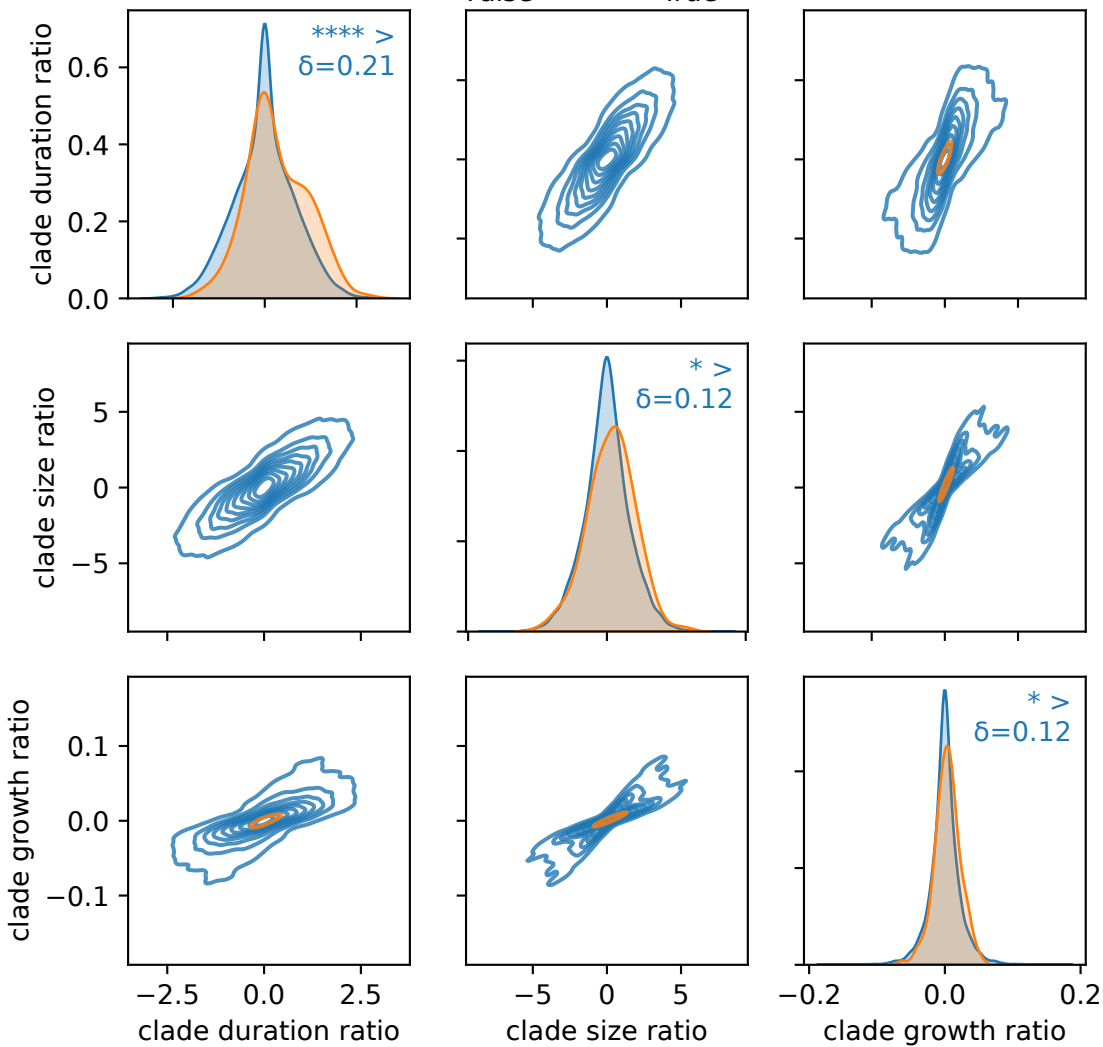 clade duration ratio
0.6
0.4
0.2
0.0
**** >
δ=0.21
clade size ratio
5
0
−5
* >
δ=0.12
clade growth ratio
0.1
0.0
−0.1
* >
δ=0.12
−2.5 0.0 2.5
−5 0 5
−0.2 0.0 0.2
clade duration ratio
clade size ratio
clade growth ratio